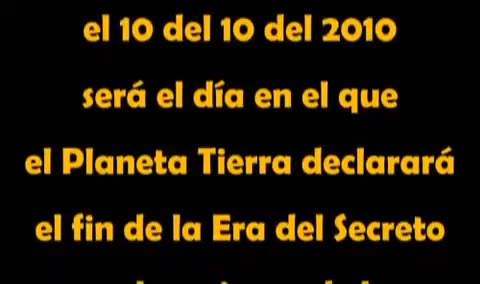 el 10 del 10 del 2010
será el día en el que
el Planeta Tierra declarará
el fin de la Era del Secreto